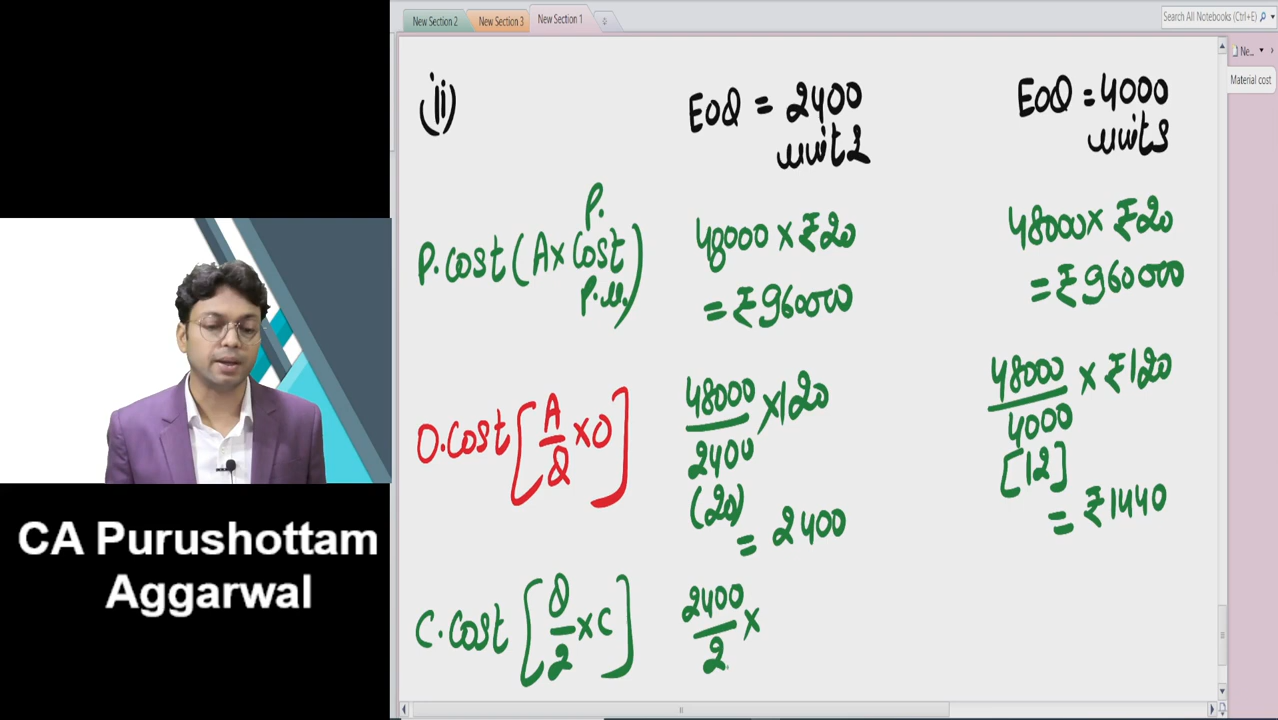 New Section 2
New Section 3
New Section 1
Search All Notebooks (Ctrl+E)
Ne...
Material cost
(ii)
EOQ = 2400
units
EOQ = 4000
units
P. Cost (A x P. Cost P.U.)
48000 x ₹20
= ₹960000
48000 x ₹20
= ₹960000
O. Cost [A/Q x O]
48000/2400 x 120
(20)
= 2400
48000/4000 x ₹120
[12]
= ₹1440
C. Cost [Q/2 x C]
2400/2 x
CA Purushottam
Aggarwal